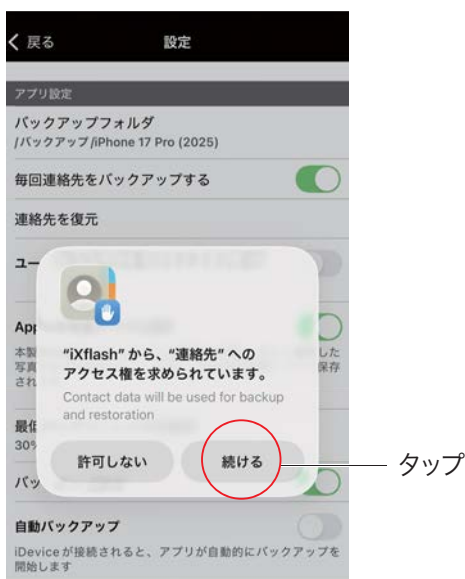 戻る
設定
アプリ設定
バックアップフォルダ
/バックアップ/iPhone 17 Pro (2025)
毎回連絡先をバックアップする
連絡先を復元
ユー
App
本製
した
写真
保存
され
“iXflash” から、“連絡先” への
アクセス権を求められています。
Contact data will be used for backup
and restoration
最低
30%
許可しない
続ける
タップ
バッ
自動バックアップ
iDeviceが接続されると、アプリが自動的にバックアップを
開始します